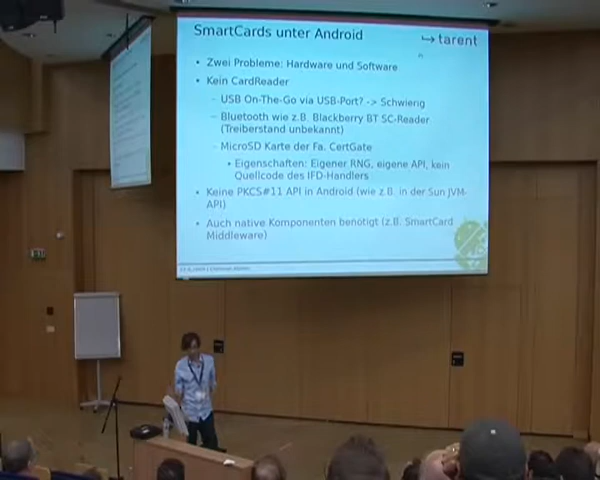 SmartCards unter Android
tarent
• Zwei Probleme: Hardware und Software
• Kein CardReader
– USB On-The-Go via USB-Port? -> Schwieng
– Bluetooth wie z.B. Blackberry BT SC-Reader
(Treiberstand unbekannt)
– MicroSD Karte der Fa. CertGate
• Eigenschaften: Eigener RNG, eigene API, kein
Quellcode des IFD-Handlers
• Keine PKCS#11 API in Android (wie z.B. in der Sun JVM-
API)
• Auch native Komponenten benötigt (z.B. SmartCard
Middleware)